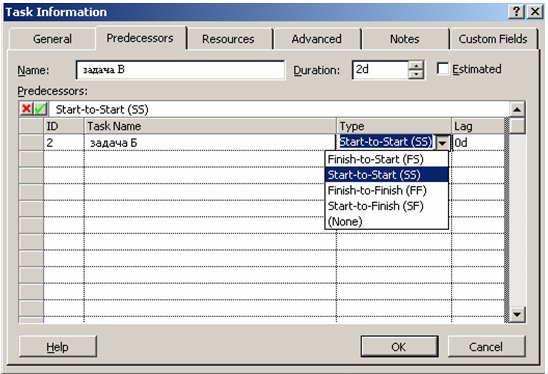 Task Information
General Predecessors Resources Advanced Notes Custom Fields
Name: задача В Duration: 2d Estimated
Predecessors:
Start-to-Start (SS)
ID Task Name Type Lag
2 задача Б Start-to-Start (SS) 0d
Finish-to-Start (FS)
Start-to-Start (SS)
Finish-to-Finish (FF)
Start-to-Finish (SF)
(None)
Help OK Cancel